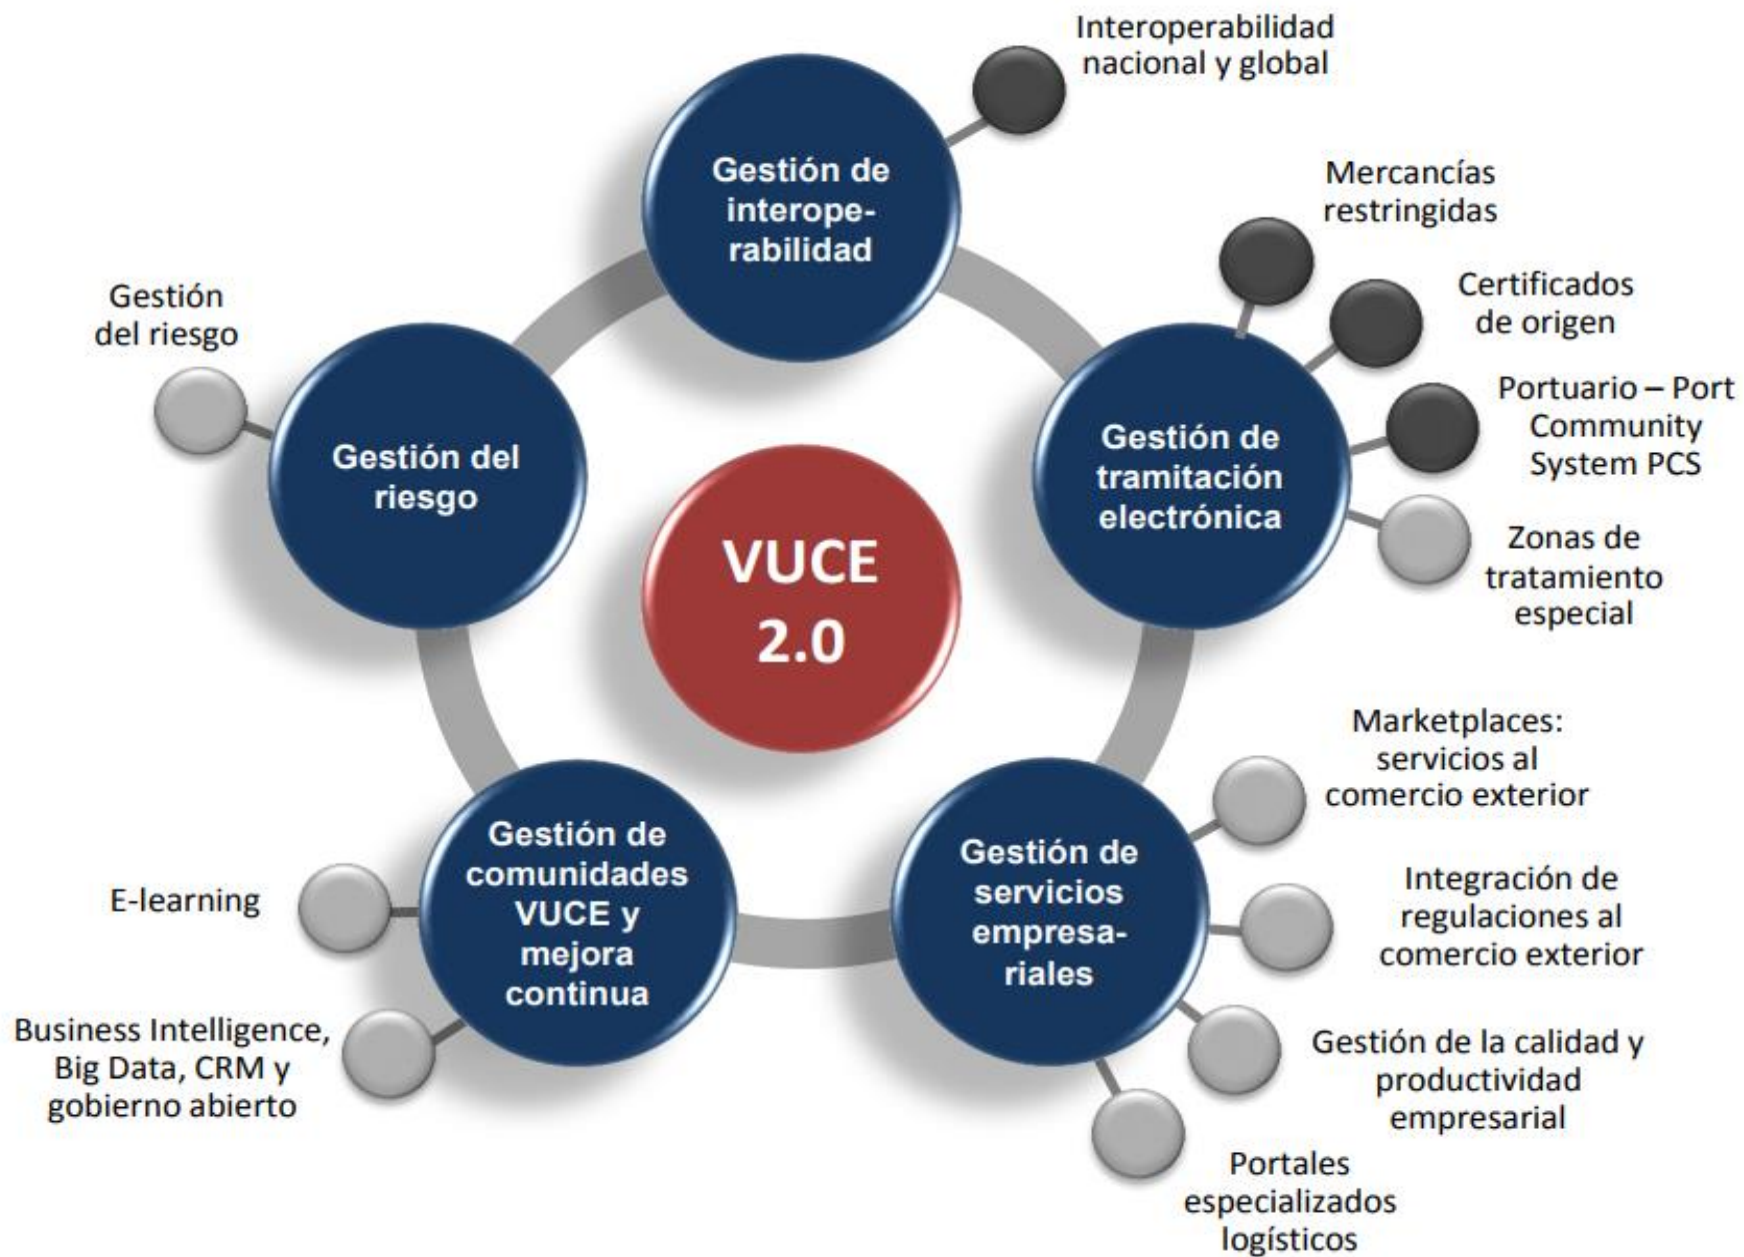 Interoperabilidad
nacional y global
Gestión de
interope-
rabilidad
Mercancías
restringidas
Certificados
de origen
Portuario – Port
Community
System PCS
Zonas de
tratamiento
especial
Gestión de
tramitación
electrónica
Gestión
del riesgo
Gestión del
riesgo
VUCE
2.0
Marketplaces:
servicios al
comercio exterior
Integración de
regulaciones al
comercio exterior
Gestión de la calidad y
productividad
empresarial
Portales
especializados
logísticos
Gestión de
servicios
empresa-
riales
Gestión de
comunidades
VUCE y
mejora
continua
E-learning
Business Intelligence,
Big Data, CRM y
gobierno abierto